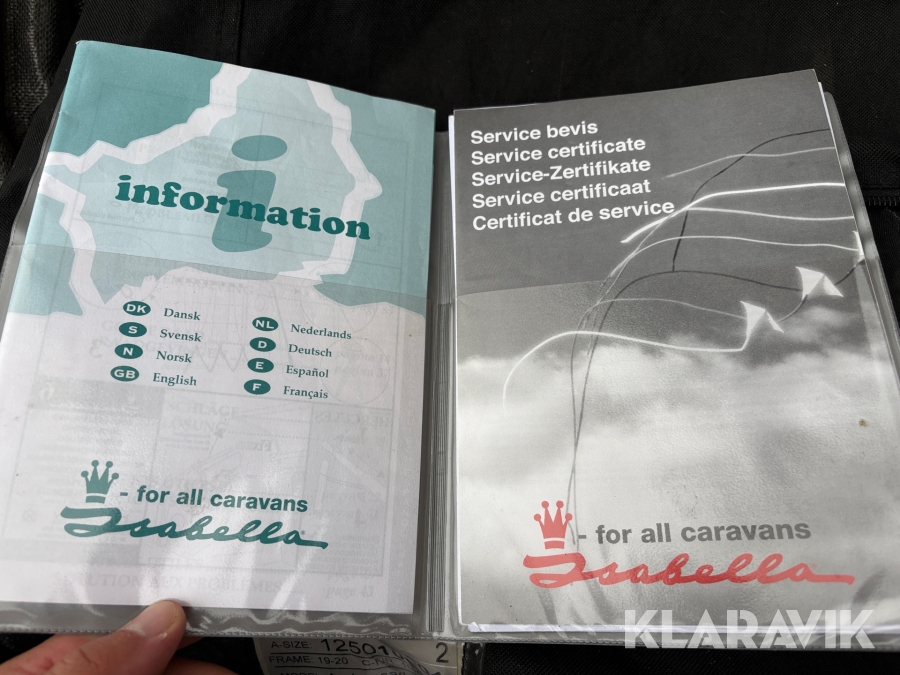 information
DK Dansk
S Svensk
N Norsk
GB English
NL Nederlands
D Deutsch
E Español
F Français
- for all caravans
Isabella
Service bevis
Service certificate
Service-Zertifikate
Service certificaat
Certificat de service
- for all caravans
Isabella
KLARAVIK
A-SIZE 12501
2
FRAME: 19-20